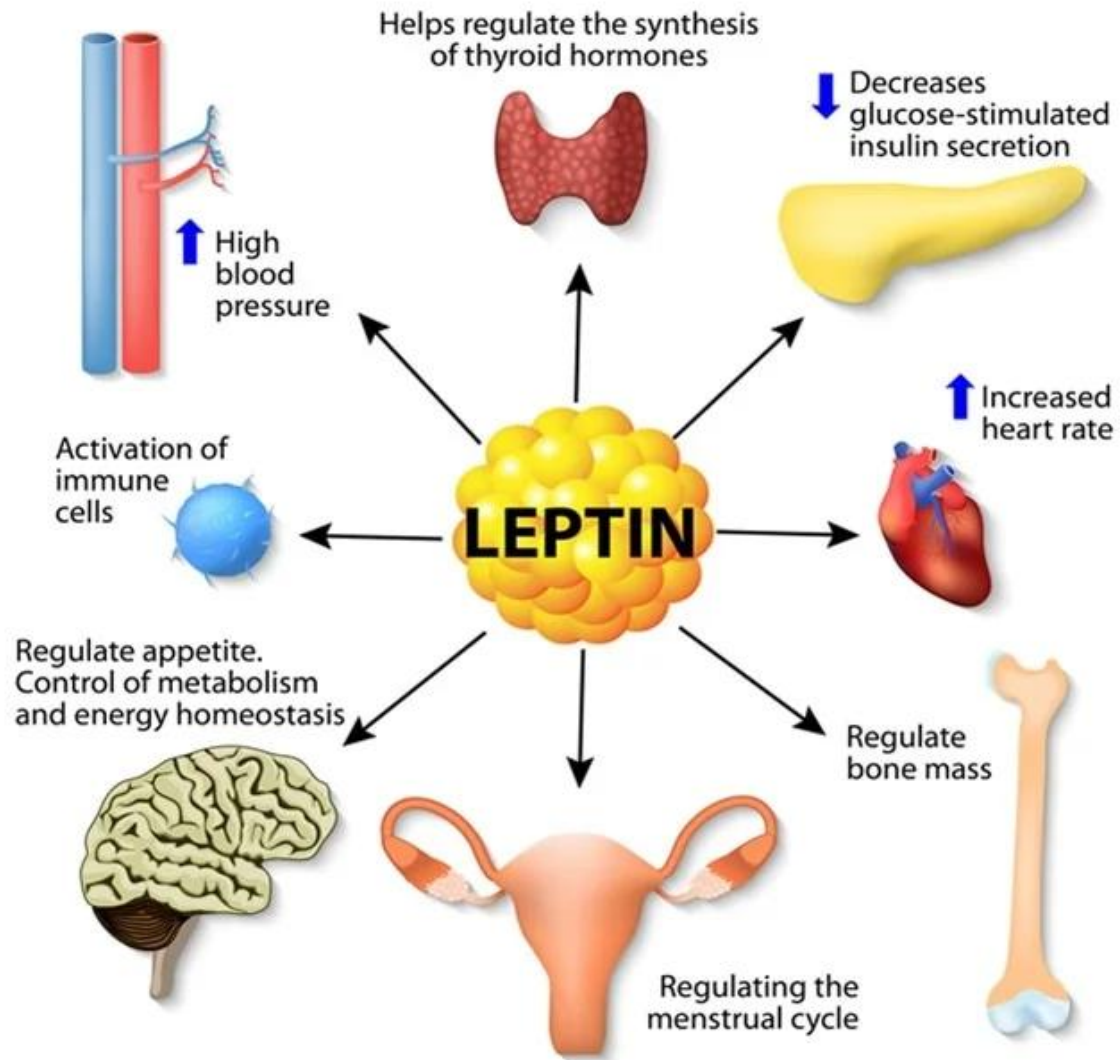 Helps regulate the synthesis
of thyroid hormones
Decreases
glucose-stimulated
insulin secretion
High
blood
pressure
Increased
heart rate
Activation of
immune
cells
LEPTIN
Regulate appetite.
Control of metabolism
and energy homeostasis
Regulate
bone mass
Regulating the
menstrual cycle